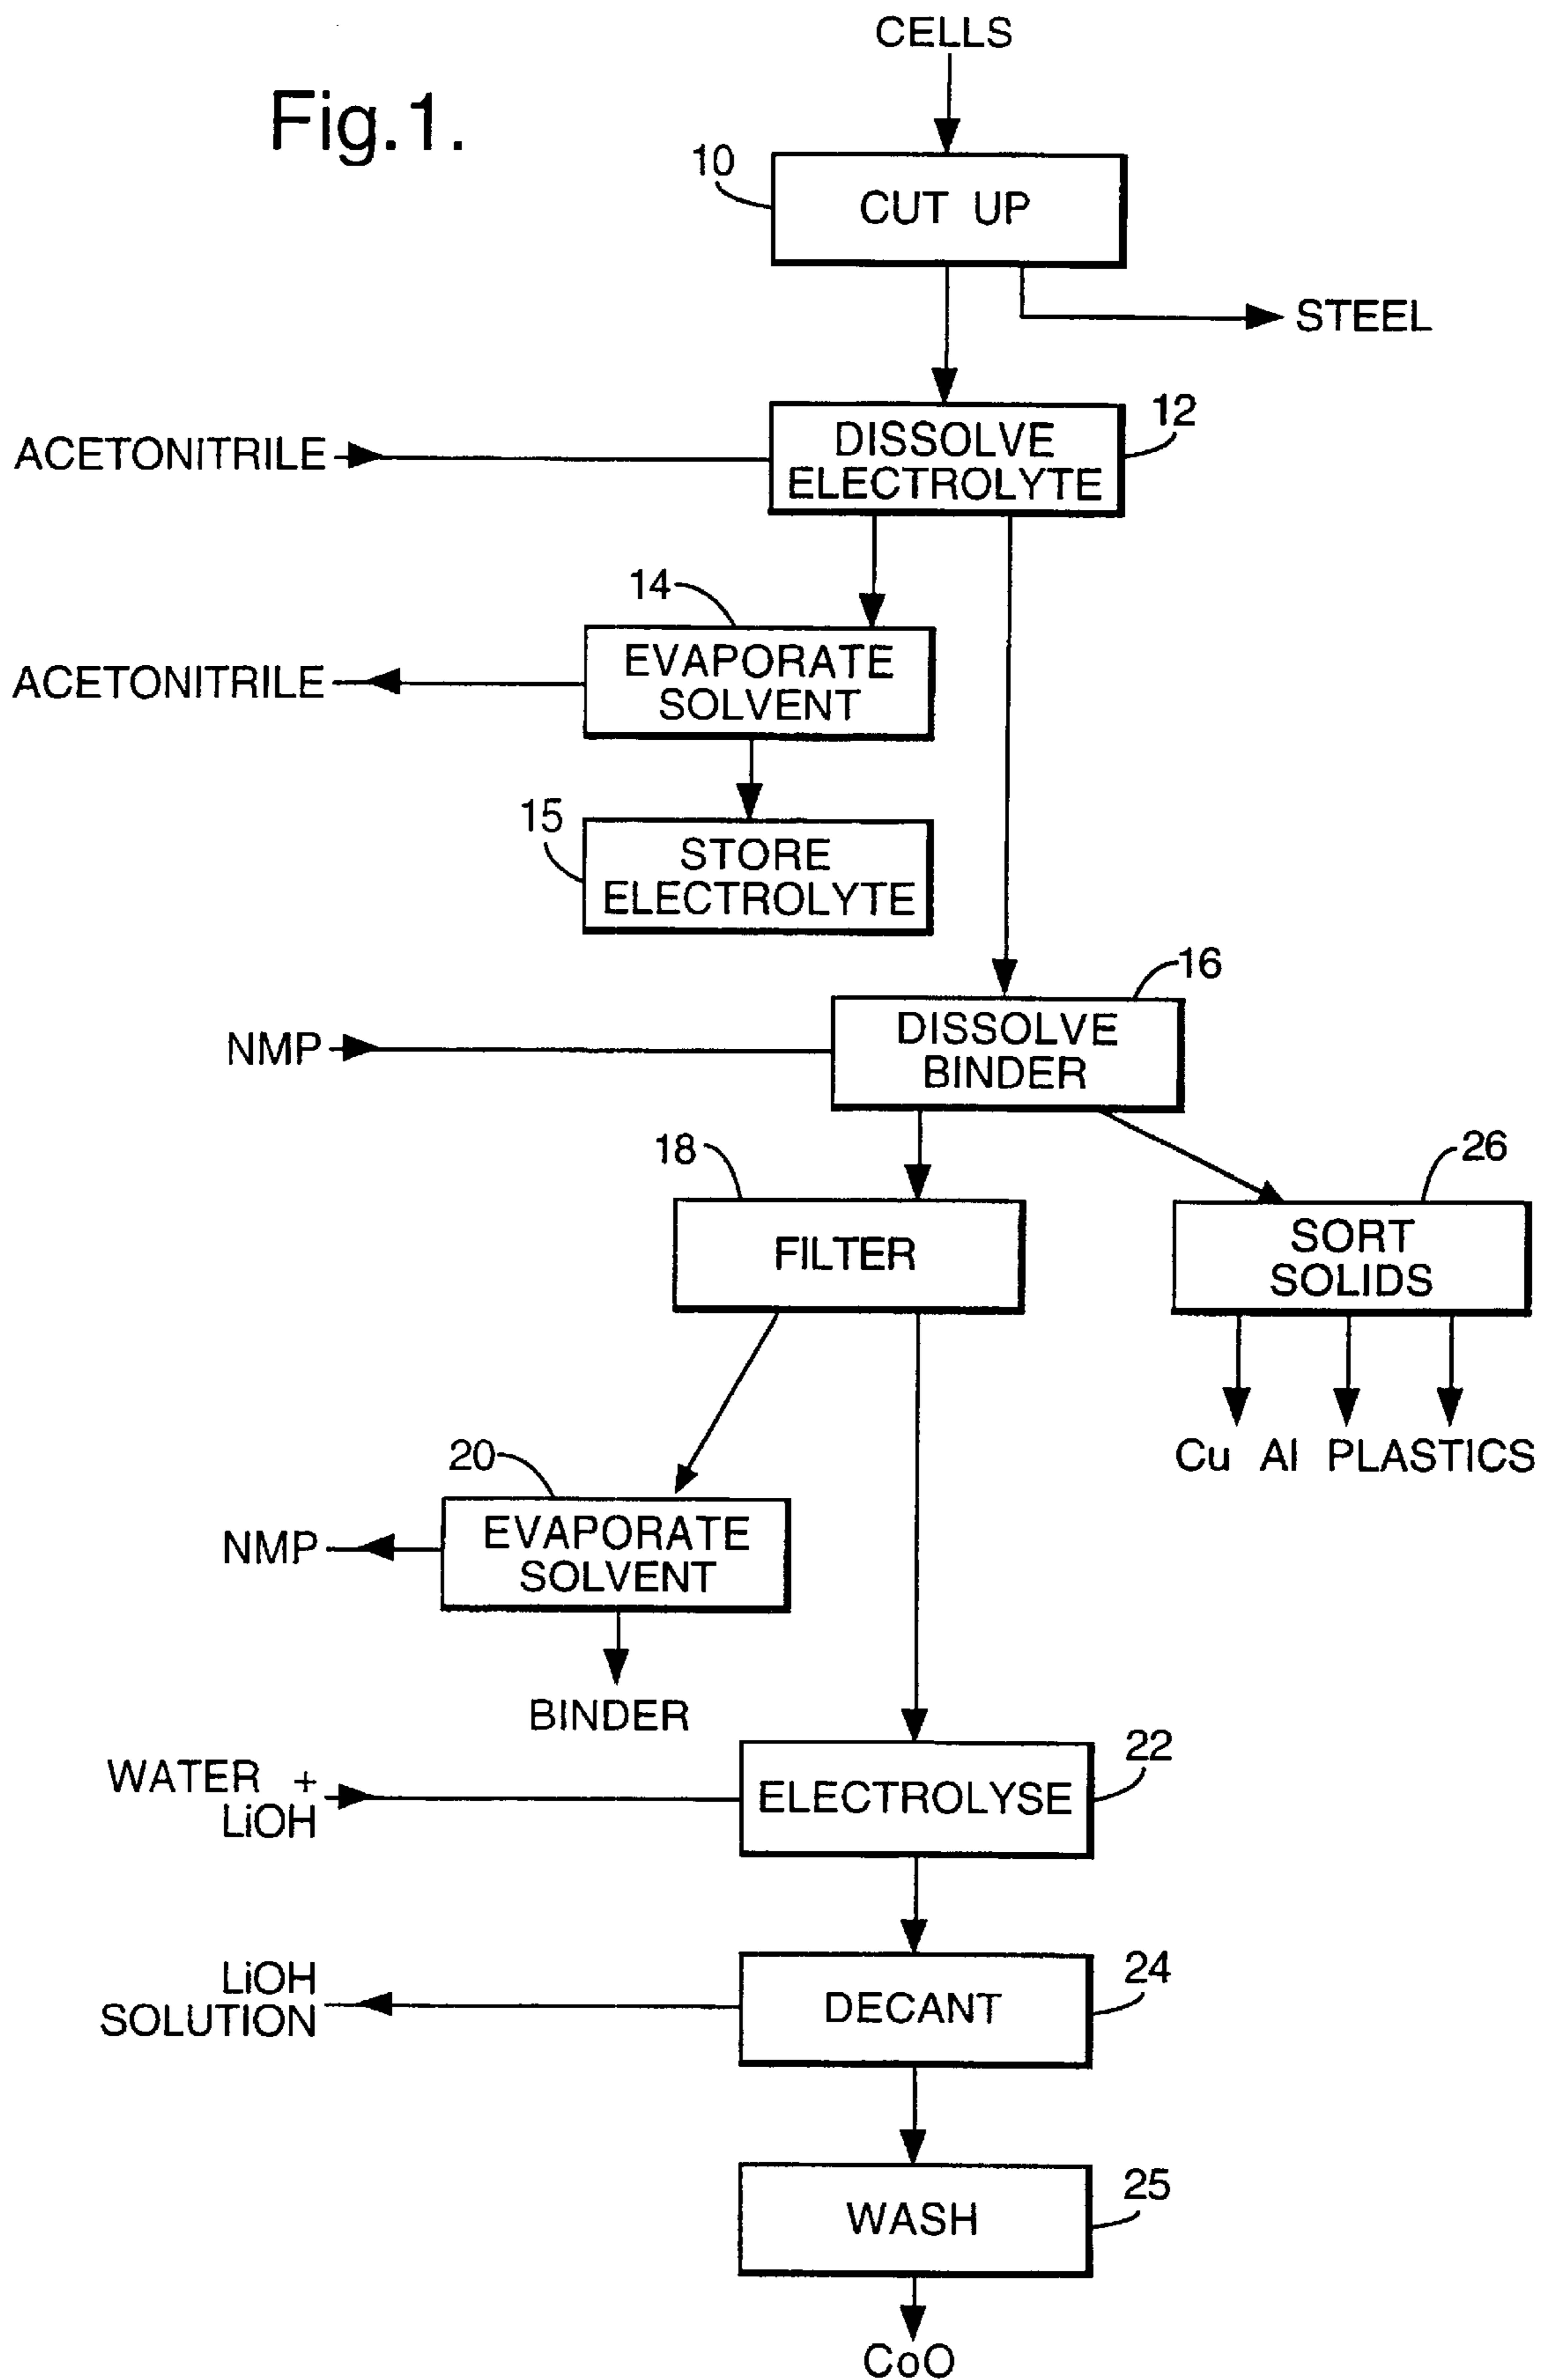 CELLS
Fig.1.
10
CUT UP
STEEL
12
ACETONITRILE
DISSOLVE
ELECTROLYTE
14
ACETONITRILE
EVAPORATE
SOLVENT
15
STORE
ELECTROLYTE
16
NMP
DISSOLVE
BINDER
18
26
FILTER
SORT
SOLIDS
Cu Al PLASTICS
20
NMP
EVAPORATE
SOLVENT
BINDER
22
WATER +
LiOH
ELECTROLYSE
24
LiOH
SOLUTION
DECANT
25
WASH
CoO